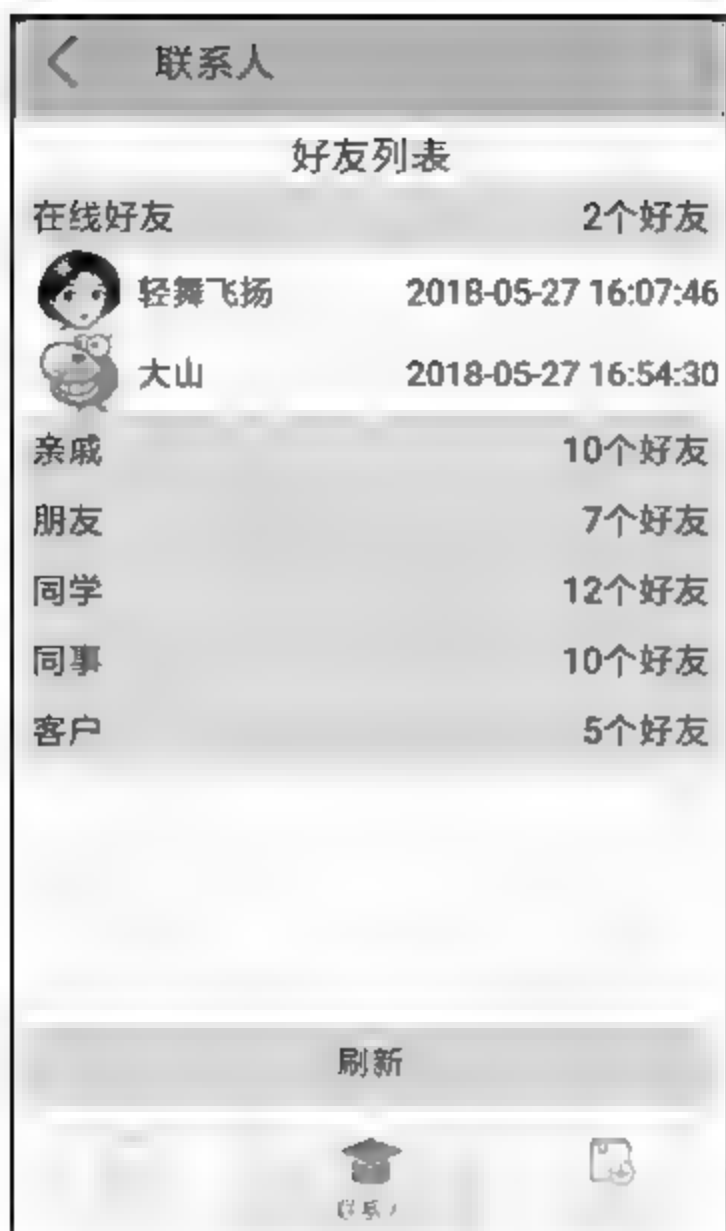 联系人
好友列表
在线好友 2个好友
轻舞飞扬 2018-05-27 16:07:46
大山 2018-05-27 16:54:30
亲戚 10个好友
朋友 7个好友
同学 12个好友
同事 10个好友
客户 5个好友
刷新
联系人